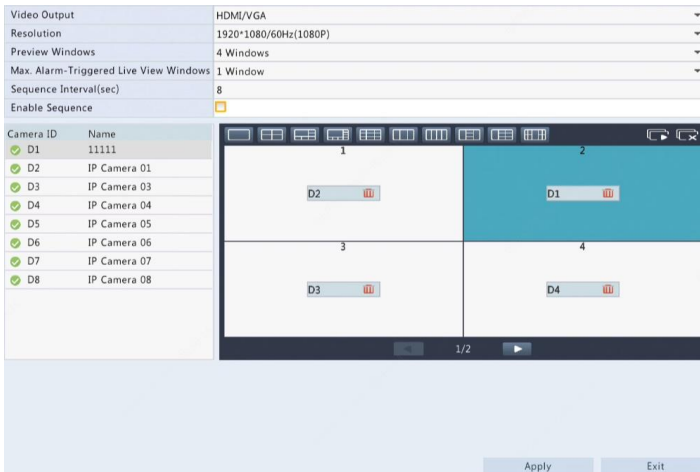 Video Output HDMI/VGA
Resolution 1920*1080/60Hz(1080P)
Preview Windows 4 Windows
Max. Alarm-Triggered Live View Windows 1 Window
Sequence Interval(sec) 8
Enable Sequence
Camera ID Name
D1 11111
D2 IP Camera 01
D3 IP Camera 03
D4 IP Camera 04
D5 IP Camera 05
D6 IP Camera 06
D7 IP Camera 07
D8 IP Camera 08
1 2
D2 D1
3 4
D3 D4
1/2
Apply Exit